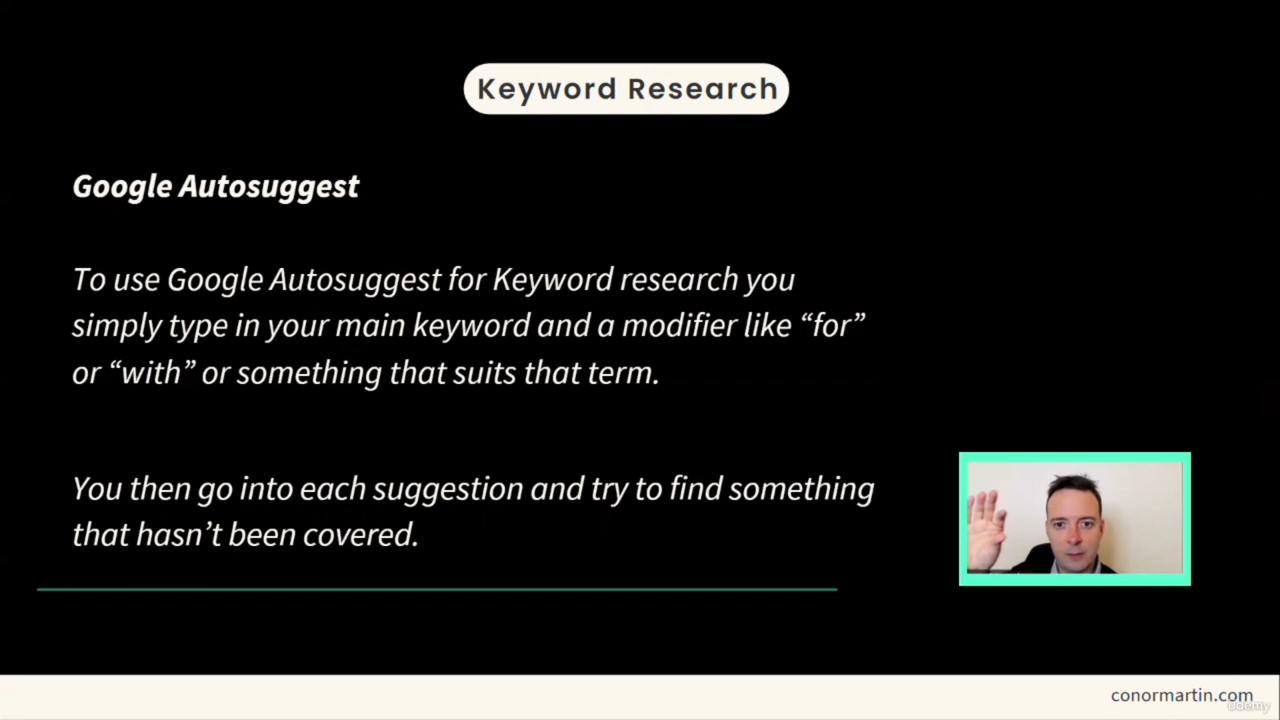 Keyword Research
Google Autosuggest
To use Google Autosuggest for Keyword research you
simply type in your main keyword and a modifier like “for”
or “with” or something that suits that term.
You then go into each suggestion and try to find something
that hasn’t been covered.
conormartin.com
udemy